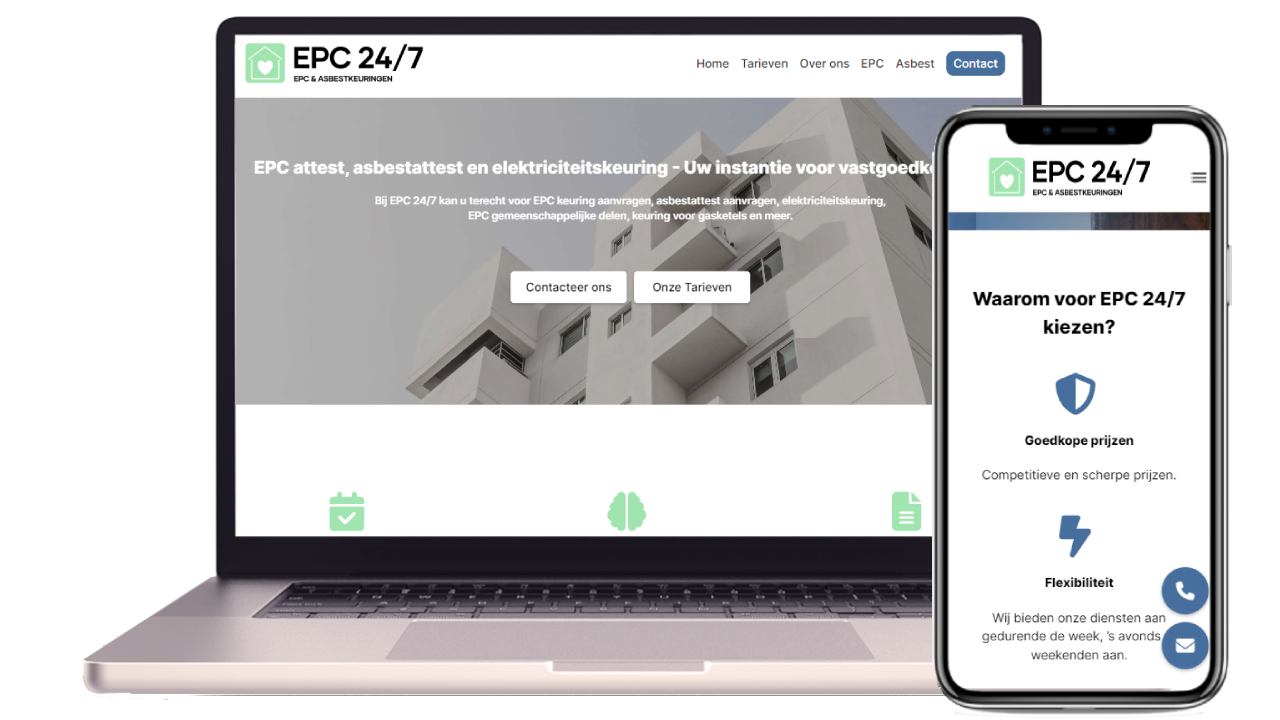 EPC 24/7
EPC & ASBESTKEURINGEN
Home Tarieven Over ons EPC Asbest Contact
EPC attest, asbestattest en elektriciteitskeuring - Uw instantie voor
Bij EPC 24/7 kan u terecht voor EPC keuring aanvragen, asbestattest aanvragen, elektriciteitskeuring,
EPC gemeenschappelijke delen, keuring voor gasketels en meer.
Contacteer ons Onze Tarieven
EPC 24/7
EPC & ASBESTKEURINGEN
Waarom voor EPC 24/7
kiezen?
Goedkope prijzen
Competitieve en scherpe prijzen.
Flexibiliteit
Wij bieden onze diensten aan
gedurende de week, 's avonds
weekenden aan.